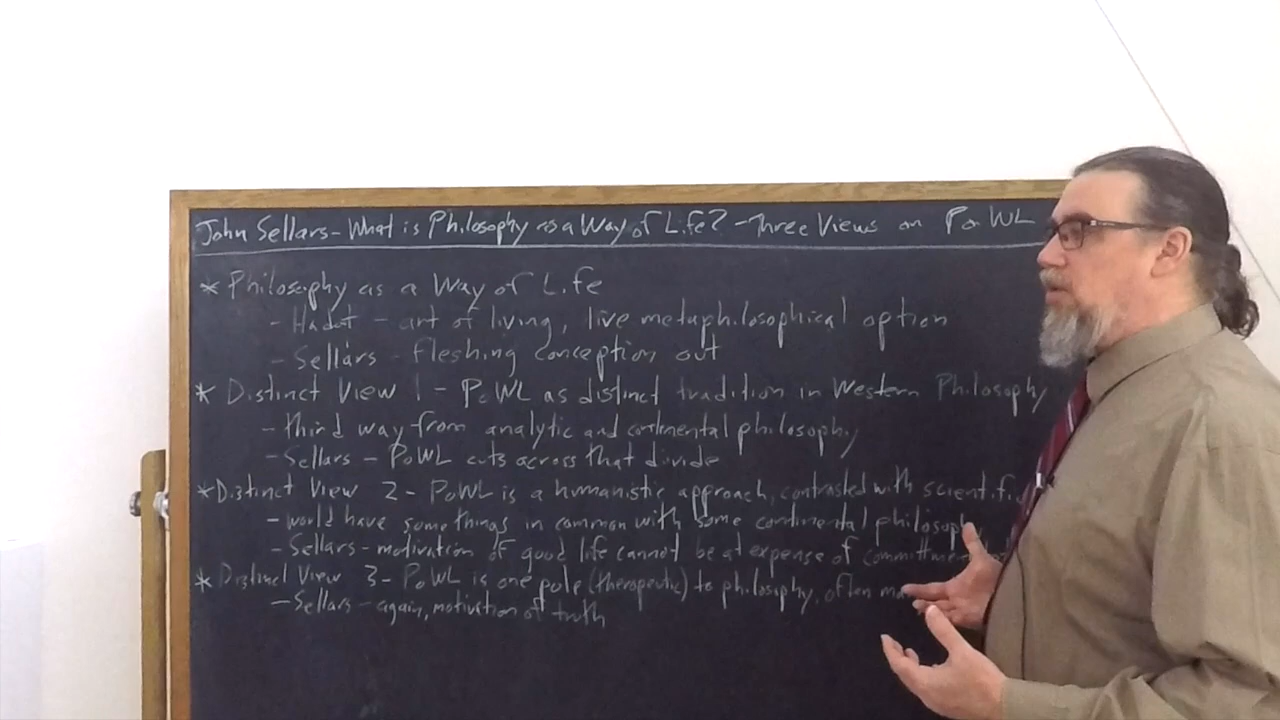 John Sellars - What is Philosophy as a Way of Life? - Three Views on PaWL
* Philosophy as a Way of Life
- Hadot - art of living, live metaphilosophical option
- Sellars - fleshing conception out
* Distinct View 1 - PoWL as distinct tradition in Western Philosophy
- third way from analytic and continental philosophy
- Sellars - PoWL cuts across that divide
* Distinct View 2 - PoWL is a humanistic approach, contrasted with scientific
- would have some things in common with some continental philosophy
- Sellars - motivation of good life cannot be at expense of
* Distinct View 3 - PoWL is one pole (therapeutic) to philosophy, often
- Sellars - again, motivation of truth